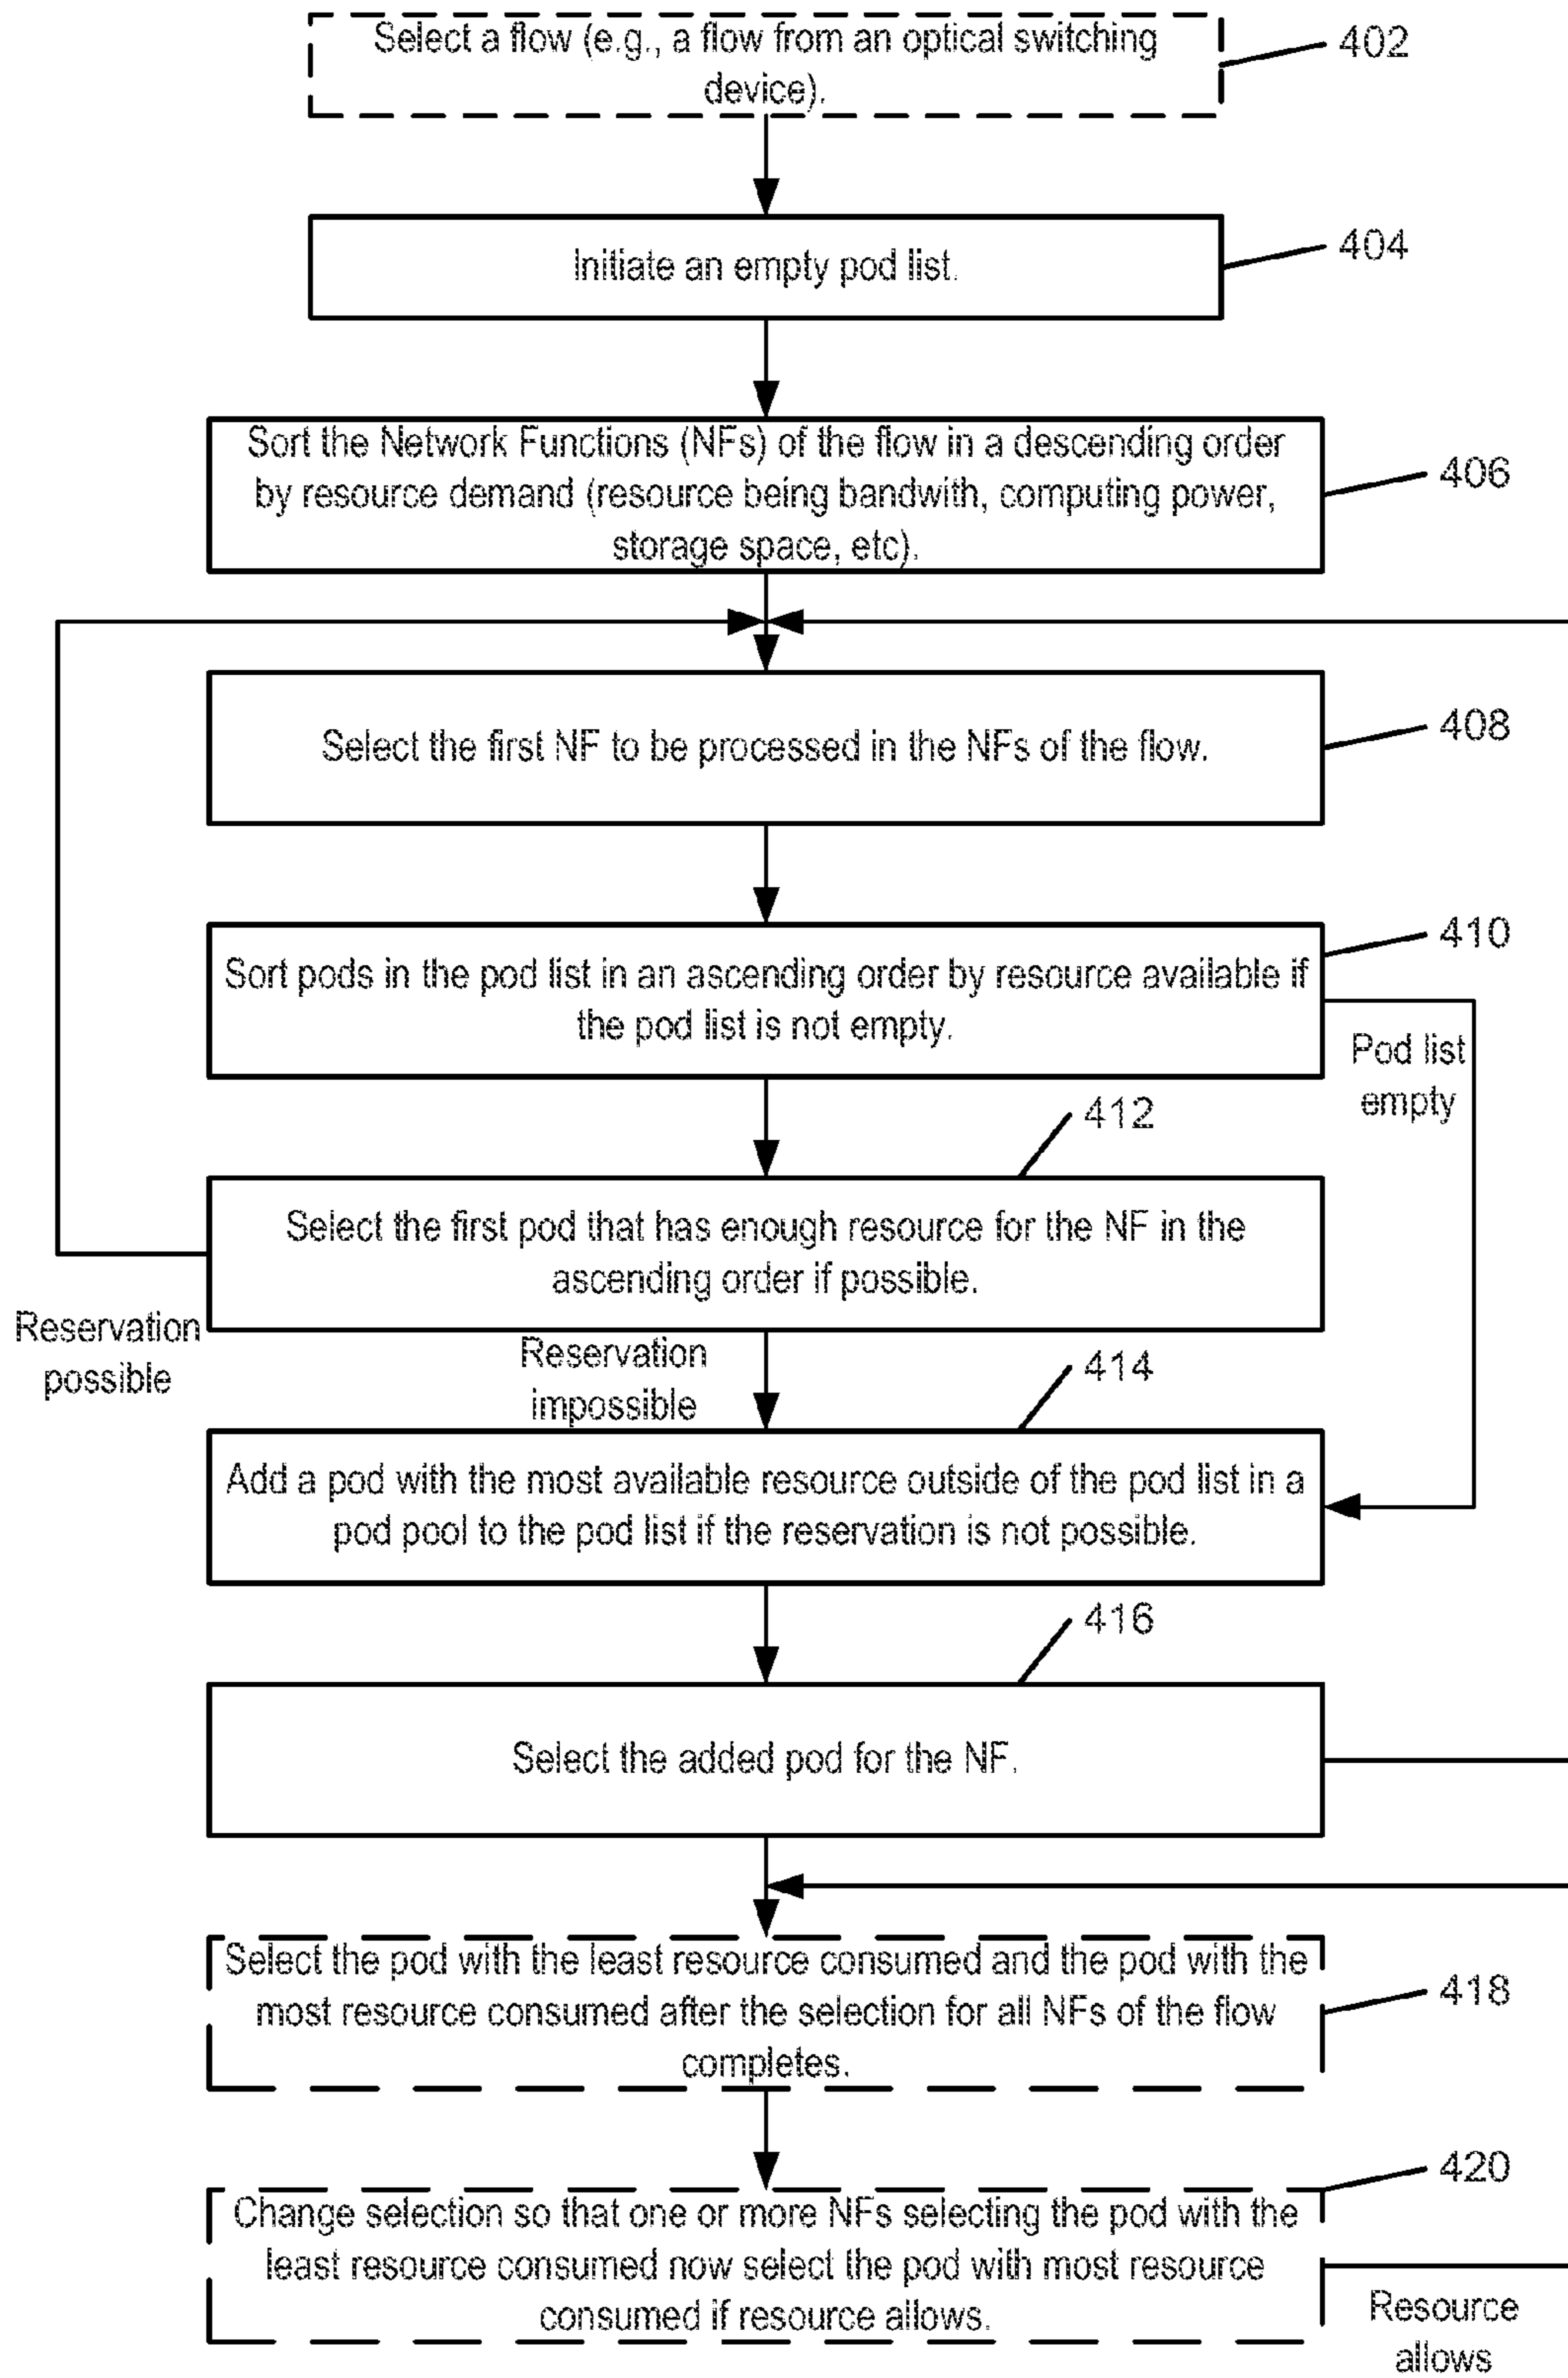 Select a flow (e.g., a flow from an optical switching
device).
402
Initiate an empty pod list.
404
Sort the Network Functions (NFs) of the flow in a descending order
by resource demand (resource being bandwith, computing power,
storage space, etc).
406
Select the first NF to be processed in the NFs of the flow.
408
410
Sort pods in the pod list in an ascending order by resource available if
the pod list is not empty.
Pod list
empty
412
Select the first pod that has enough resource for the NF in the
ascending order if possible.
Reservation
possible
Reservation
impossible
414
Add a pod with the most available resource outside of the pod list in a
pod pool to the pod list if the reservation is not possible.
416
Select the added pod for the NF.
Select the pod with the least resource consumed and the pod with the
most resource consumed after the selection for all NFs of the flow
completes.
418
420
Change selection so that one or more NFs selecting the pod with the
least resource consumed now select the pod with most resource
consumed if resource allows.
Resource
allows